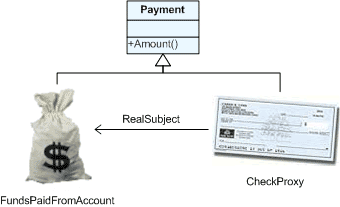 Payment
+Amount()
RealSubject
$
FundsPaidFromAccount
CheckProxy